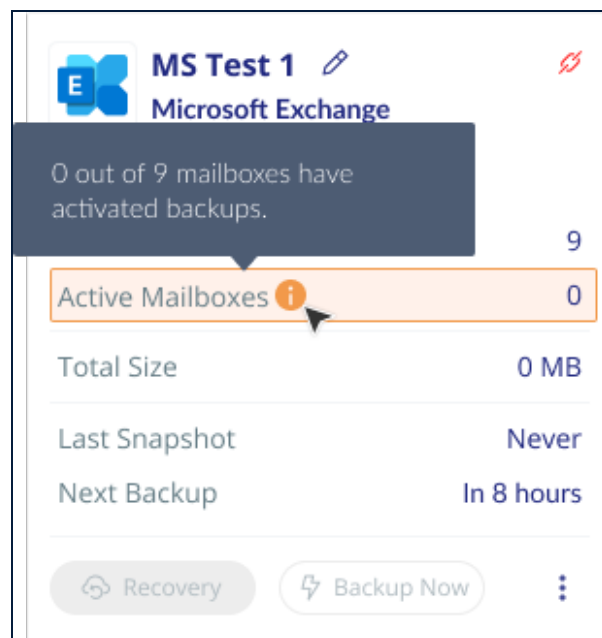 MS Test 1
Microsoft Exchange
0 out of 9 mailboxes have
activated backups.
9
Active Mailboxes 0
Total Size 0 MB
Last Snapshot Never
Next Backup In 8 hours
Recovery Backup Now